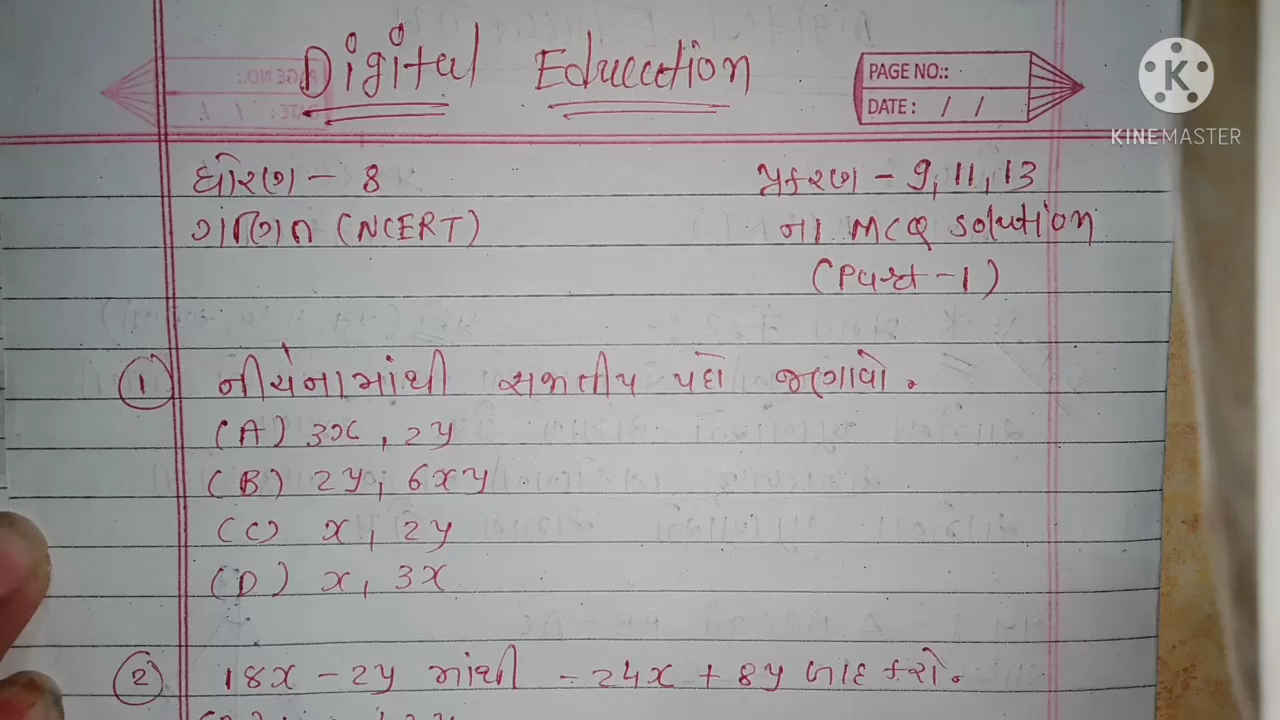 Digital Education
PAGE NO.:
DATE: / /
KINEMASTER
ધોરણ - 8
પ્રકરણ - 9, 11, 13
ગણિત (NCERT)
ના MCQ solution
(Part-1)
1 નીચેનામાંથી સજાતીય પદો જણાવો.
(A) 3x, 2y
(B) 2y, 6xy
(C) x, 2y
(D) x, 3x
2 18x - 2y માંથી - 24x + 8y બાદ કરો.